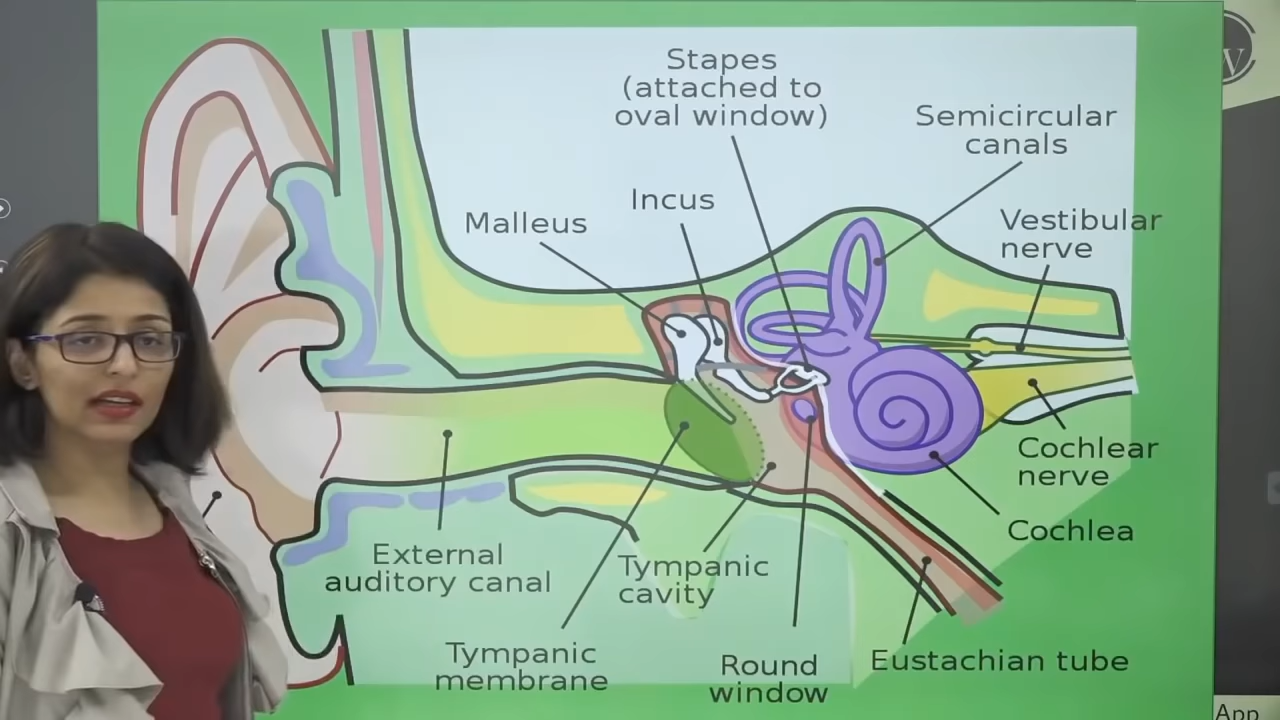 Stapes
(attached to
oval window)
Semicircular
canals
Incus
Malleus
Vestibular
nerve
Cochlear
nerve
Cochlea
External
auditory canal
Tympanic
cavity
Tympanic
membrane
Round
window
Eustachian tube
W
App